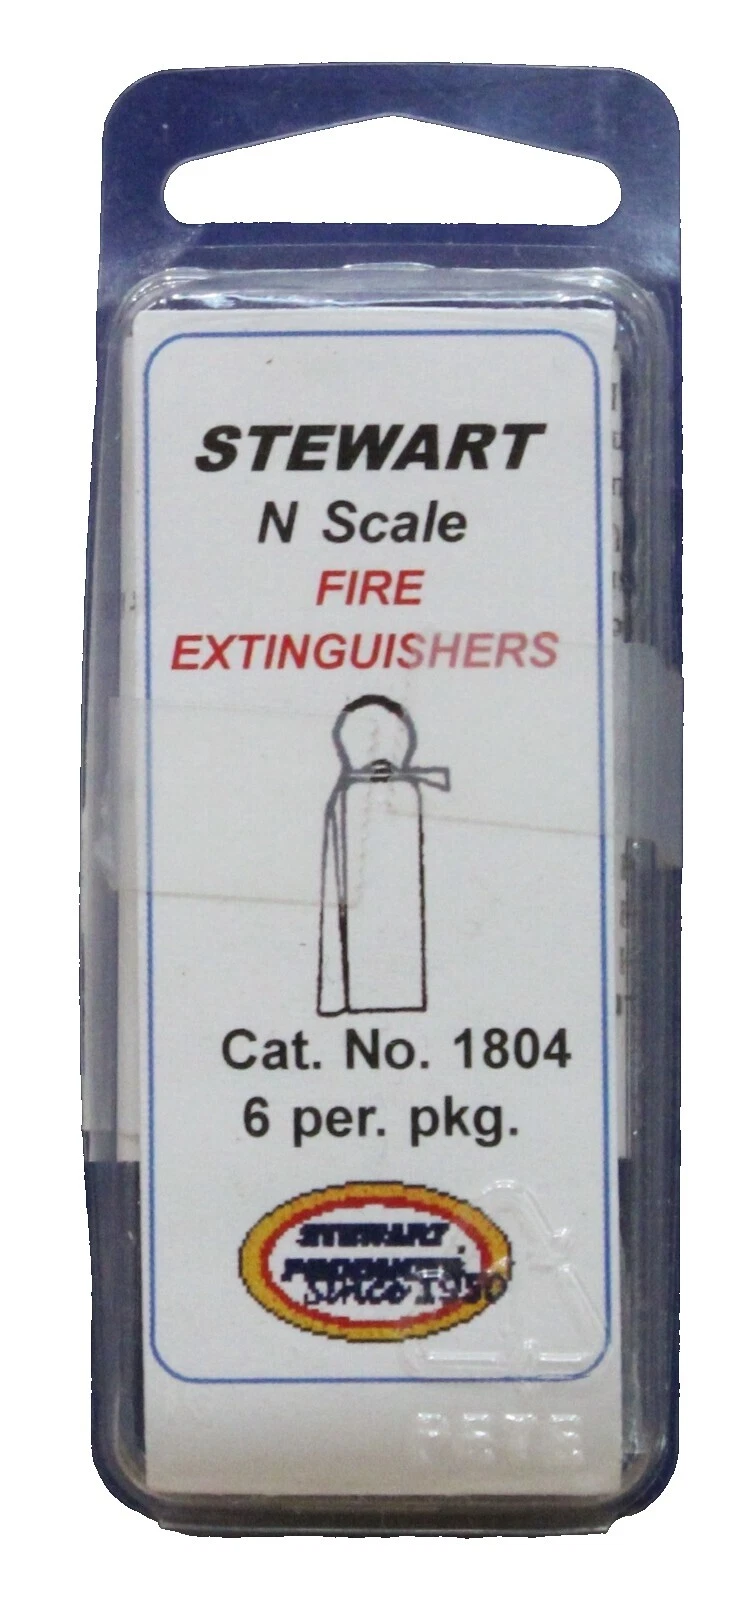 STEWART
N Scale
FIRE
EXTINGUISHERS
Cat. No. 1804
6 per. pkg.
STEWART
PRODUCTS
Since 1950